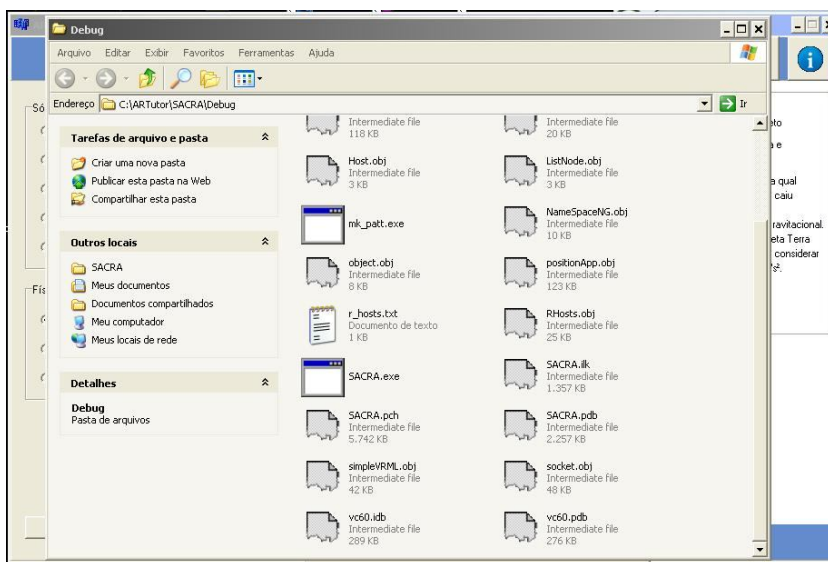 Debug
Arquivo Editar Exibir Favoritos Ferramentas Ajuda
Endereço C:\ARTutor\SACRA\Debug Ir
Tarefas de arquivo e pasta
Criar uma nova pasta
Publicar esta pasta na Web
Compartilhar esta pasta
Outros locais
SACRA
Meus documentos
Documentos compartilhados
Meu computador
Meus locais de rede
Detalhes
Debug
Pasta de arquivos
Intermediate file
118 KB
Intermediate file
20 KB
Host.obj
Intermediate file
3 KB
ListNode.obj
Intermediate file
3 KB
mk_patt.exe
NameSpaceNG.obj
Intermediate file
10 KB
object.obj
Intermediate file
8 KB
positionApp.obj
Intermediate file
123 KB
r_hosts.txt
Documento de texto
1 KB
RHosts.obj
Intermediate file
25 KB
SACRA.exe
SACRA.ilk
Intermediate file
1.357 KB
SACRA.pch
Intermediate file
5.742 KB
SACRA.pdb
Intermediate file
2.257 KB
simpleVRML.obj
Intermediate file
42 KB
socket.obj
Intermediate file
48 KB
vc60.idb
Intermediate file
289 KB
vc60.pdb
Intermediate file
276 KB
Só
Fís
eto
a e
a qual
caiu
ravitacional.
eta Terra
considerar